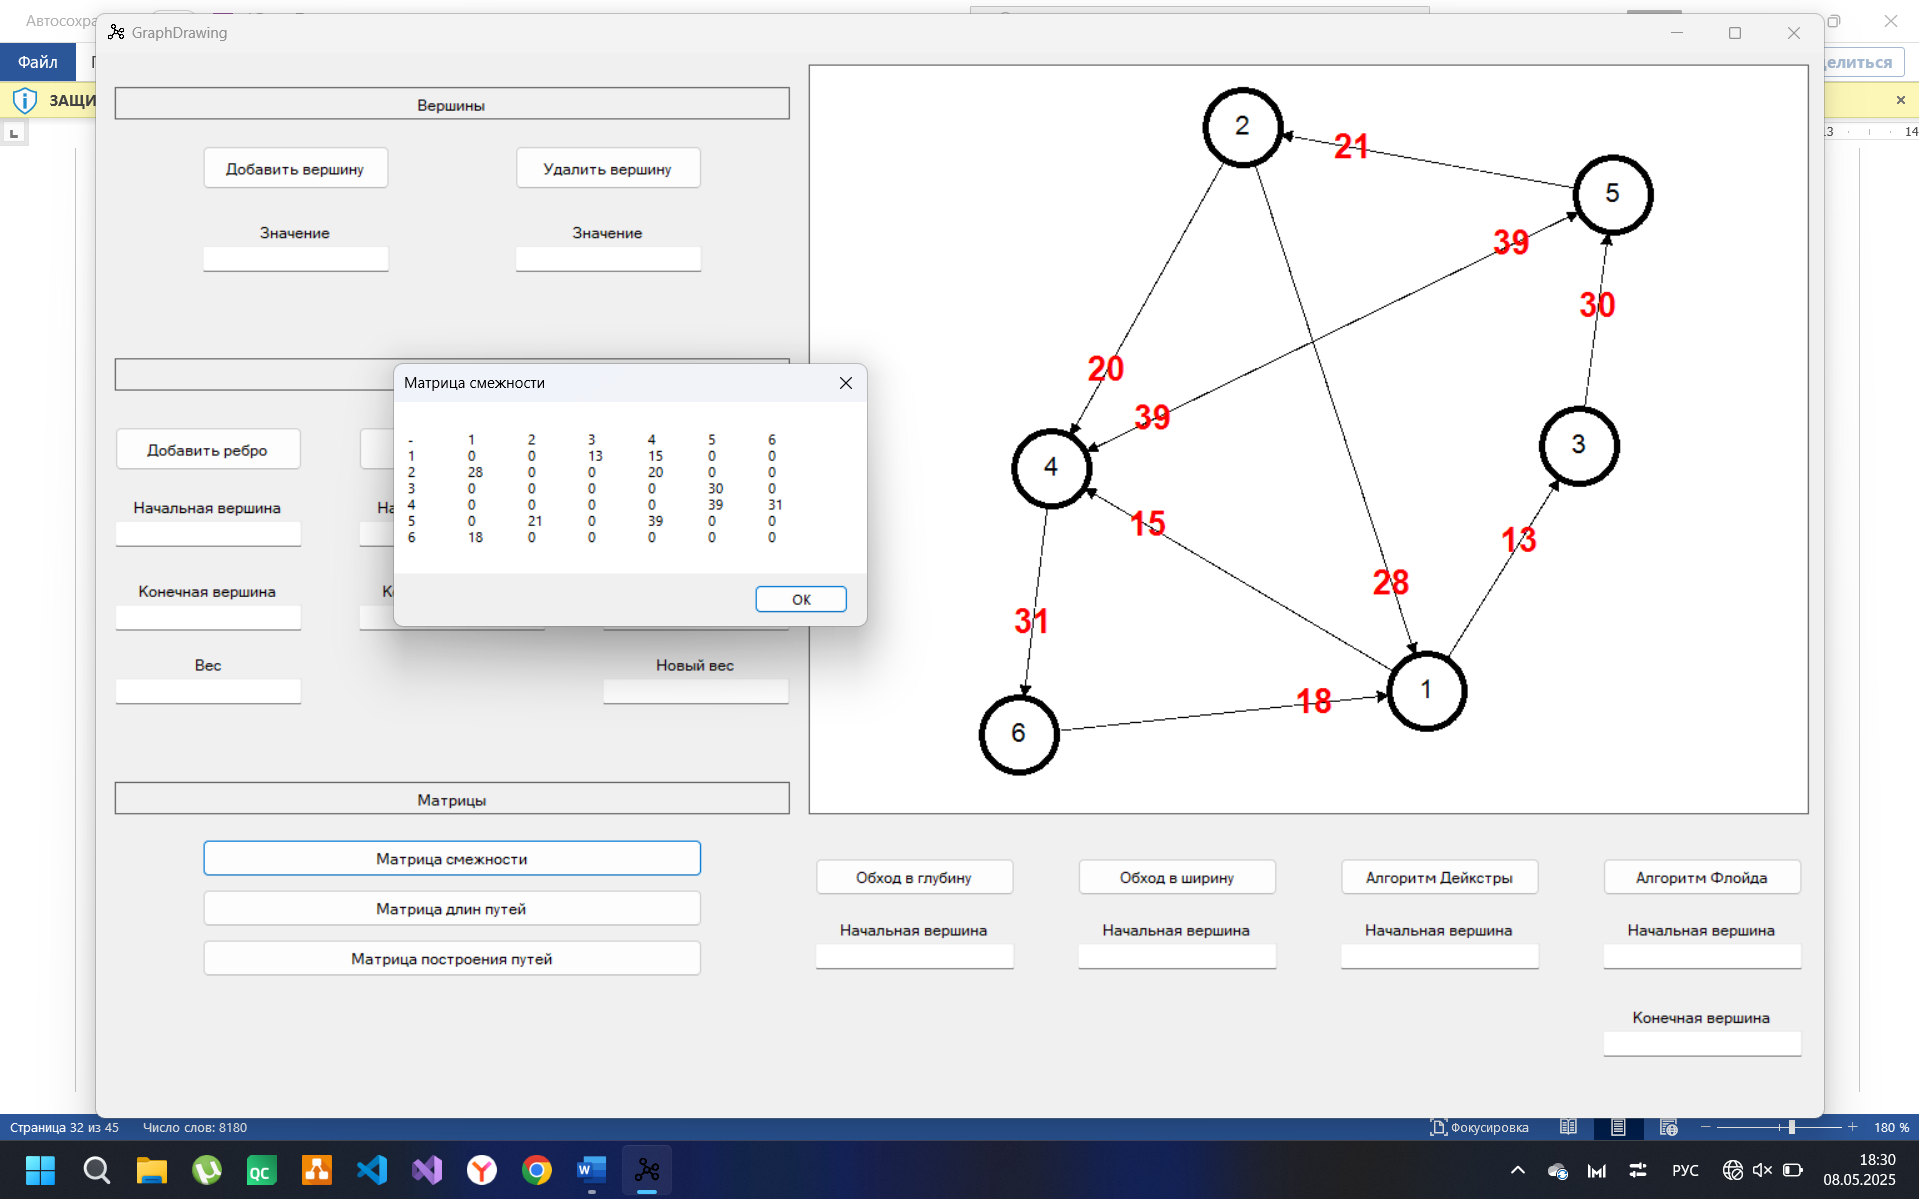 Автосохра
GraphDrawing
Файл
ЗАЩИ
елиться
13
14
Вершины
Добавить вершину
Удалить вершину
Значение
Значение
Матрица смежности
- 1 2 3 4 5 6
1 0 0 13 15 0 0
2 28 0 0 20 0 0
3 0 0 0 0 30 0
4 0 0 0 0 39 31
5 0 21 0 39 0 0
6 18 0 0 0 0 0
OK
Добавить ребро
Начальная вершина
На
Конечная вершина
Ко
Вес
Новый вес
Матрицы
Матрица смежности
Матрица длин путей
Матрица построения путей
2
21
5
39
30
20
39
3
4
15
13
28
31
1
18
6
Обход в глубину
Обход в ширину
Алгоритм Дейкстры
Алгоритм Флойда
Начальная вершина
Начальная вершина
Начальная вершина
Начальная вершина
Конечная вершина
Страница 32 из 45
Число слов: 8180
Фокусировка
180 %
QC
РУС
18:30
08.05.2025